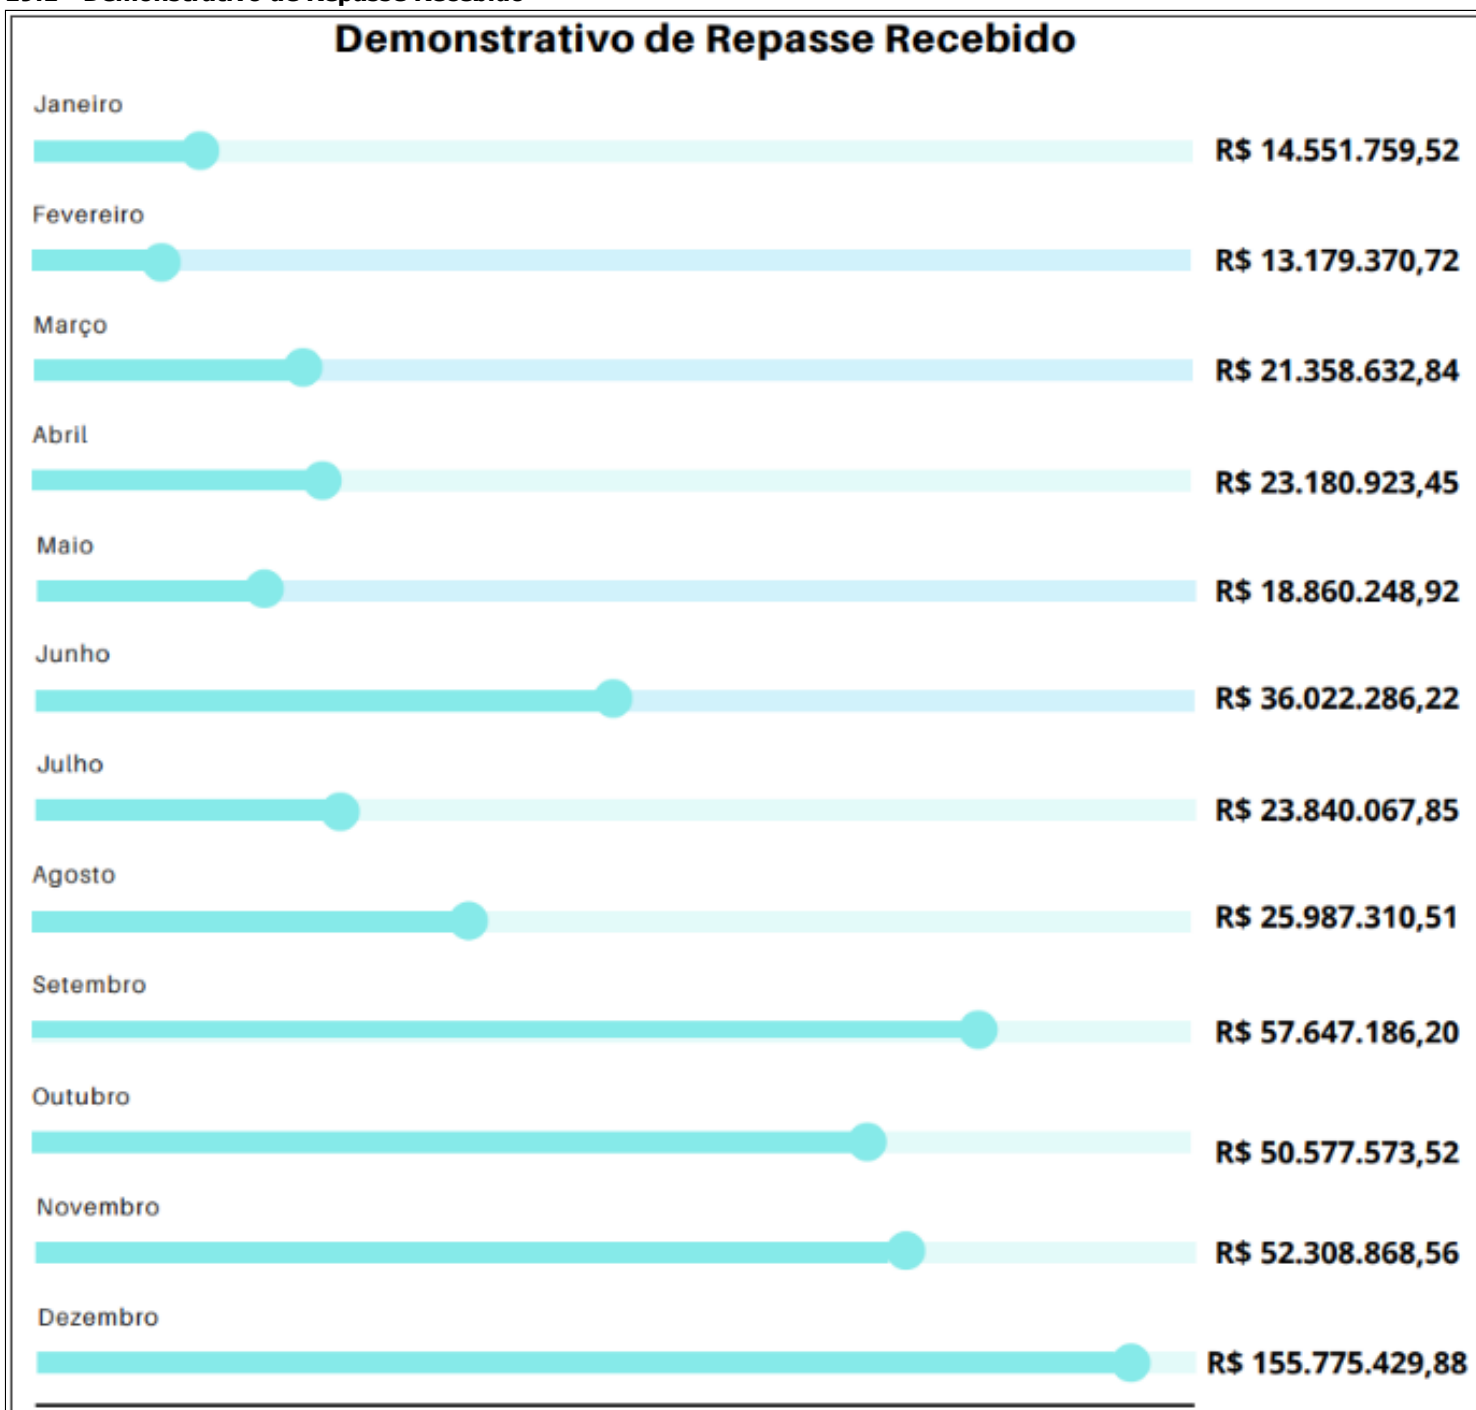 Demonstrativo de Repasse Recebido
Janeiro
R$ 14.551.759,52
Fevereiro
R$ 13.179.370,72
Março
R$ 21.358.632,84
Abril
R$ 23.180.923,45
Maio
R$ 18.860.248,92
Junho
R$ 36.022.286,22
Julho
R$ 23.840.067,85
Agosto
R$ 25.987.310,51
Setembro
R$ 57.647.186,20
Outubro
R$ 50.577.573,52
Novembro
R$ 52.308.868,56
Dezembro
R$ 155.775.429,88